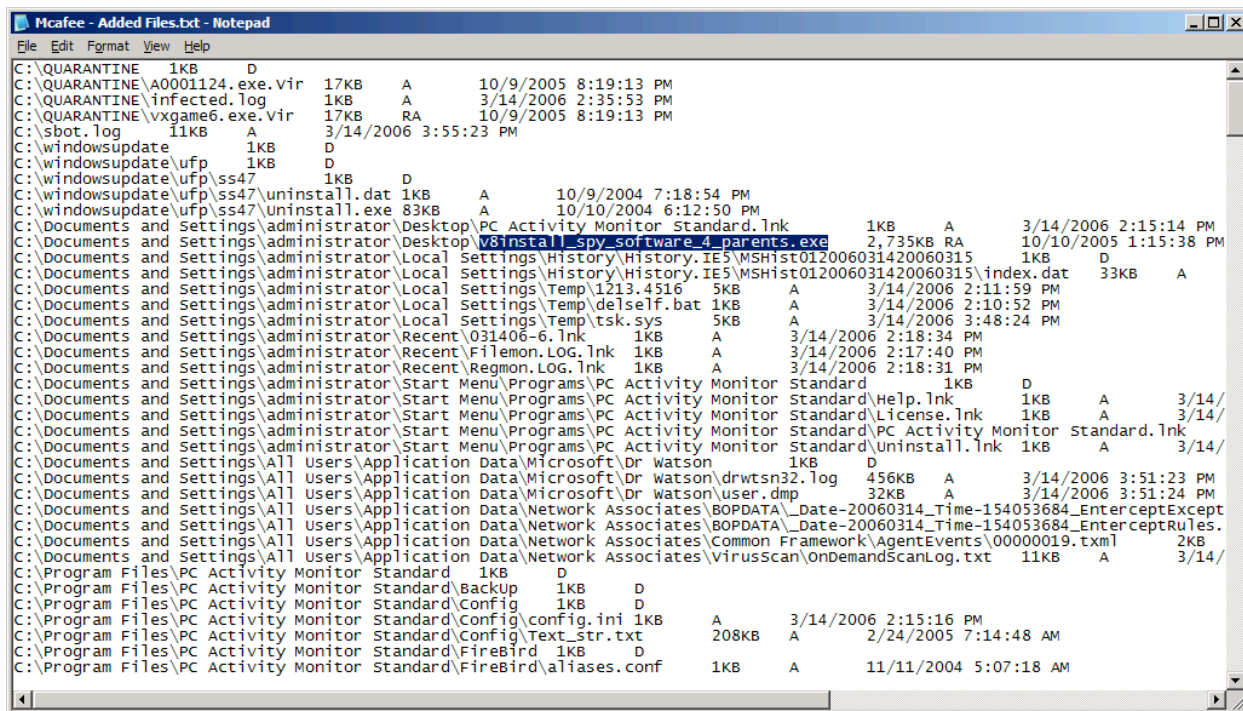 Mcafee - Added Files.txt - Notepad
File Edit Format View Help
C:\QUARANTINE 1KB D
C:\QUARANTINE\A0001124.exe.Vir 17KB A 10/9/2005 8:19:13 PM
C:\QUARANTINE\infected.log 1KB A 3/14/2006 2:35:53 PM
C:\QUARANTINE\vxgame6.exe.Vir 17KB RA 10/9/2005 8:19:13 PM
C:\sbot.log 11KB A 3/14/2006 3:55:23 PM
C:\windowsupdate 1KB D
C:\windowsupdate\ufp 1KB D
C:\windowsupdate\ufp\ss47 1KB D
C:\windowsupdate\ufp\ss47\uninstall.dat 1KB A 10/9/2004 7:18:54 PM
C:\windowsupdate\ufp\ss47\Uninstall.exe 83KB A 10/10/2004 6:12:50 PM
C:\Documents and Settings\administrator\Desktop\PC Activity Monitor Standard.lnk 1KB A 3/14/2006 2:15:14 PM
C:\Documents and Settings\administrator\Desktop\v8install_spy_software_4_parents.exe 2,735KB RA 10/10/2005 1:15:38 PM
C:\Documents and Settings\administrator\Local Settings\History\History.IE5\MSHist012006031420060315 1KB D
C:\Documents and Settings\administrator\Local Settings\History\History.IE5\MSHist012006031420060315\index.dat 33KB A
C:\Documents and Settings\administrator\Local Settings\Temp\1213.4516 5KB A 3/14/2006 2:11:59 PM
C:\Documents and Settings\administrator\Local Settings\Temp\delself.bat 1KB A 3/14/2006 2:10:52 PM
C:\Documents and Settings\administrator\Local Settings\Temp\tsk.sys 5KB A 3/14/2006 3:48:24 PM
C:\Documents and Settings\administrator\Recent\031406-6.lnk 1KB A 3/14/2006 2:18:34 PM
C:\Documents and Settings\administrator\Recent\Filemon.LOG.lnk 1KB A 3/14/2006 2:17:40 PM
C:\Documents and Settings\administrator\Recent\Regmon.LOG.lnk 1KB A 3/14/2006 2:18:31 PM
C:\Documents and Settings\administrator\Start Menu\Programs\PC Activity Monitor Standard 1KB D
C:\Documents and Settings\administrator\Start Menu\Programs\PC Activity Monitor Standard\Help.lnk 1KB A 3/14/
C:\Documents and Settings\administrator\Start Menu\Programs\PC Activity Monitor Standard\License.lnk 1KB A 3/14/
C:\Documents and Settings\administrator\Start Menu\Programs\PC Activity Monitor Standard\PC Activity Monitor Standard.lnk
C:\Documents and Settings\administrator\Start Menu\Programs\PC Activity Monitor Standard\Uninstall.lnk 1KB A 3/14/
C:\Documents and Settings\All Users\Application Data\Microsoft\Dr Watson 1KB D
C:\Documents and Settings\All Users\Application Data\Microsoft\Dr Watson\drwtsn32.log 456KB A 3/14/2006 3:51:23 PM
C:\Documents and Settings\All Users\Application Data\Microsoft\Dr Watson\user.dmp 32KB A 3/14/2006 3:51:24 PM
C:\Documents and Settings\All Users\Application Data\Network Associates\BOPDATA\_Date-20060314_Time-154053684_EnterceptExcept
C:\Documents and Settings\All Users\Application Data\Network Associates\BOPDATA\_Date-20060314_Time-154053684_EnterceptRules.
C:\Documents and Settings\All Users\Application Data\Network Associates\Common Framework\AgentEvents\00000019.txml 2KB
C:\Documents and Settings\All Users\Application Data\Network Associates\VirusScan\OnDemandScanLog.txt 11KB A 3/14/
C:\Program Files\PC Activity Monitor Standard 1KB D
C:\Program Files\PC Activity Monitor Standard\BackUp 1KB D
C:\Program Files\PC Activity Monitor Standard\Config 1KB D
C:\Program Files\PC Activity Monitor Standard\Config\config.ini 1KB A 3/14/2006 2:15:16 PM
C:\Program Files\PC Activity Monitor Standard\Config\Text_str.txt 208KB A 2/24/2005 7:14:48 AM
C:\Program Files\PC Activity Monitor Standard\FireBird 1KB D
C:\Program Files\PC Activity Monitor Standard\FireBird\aliases.conf 1KB A 11/11/2004 5:07:18 AM